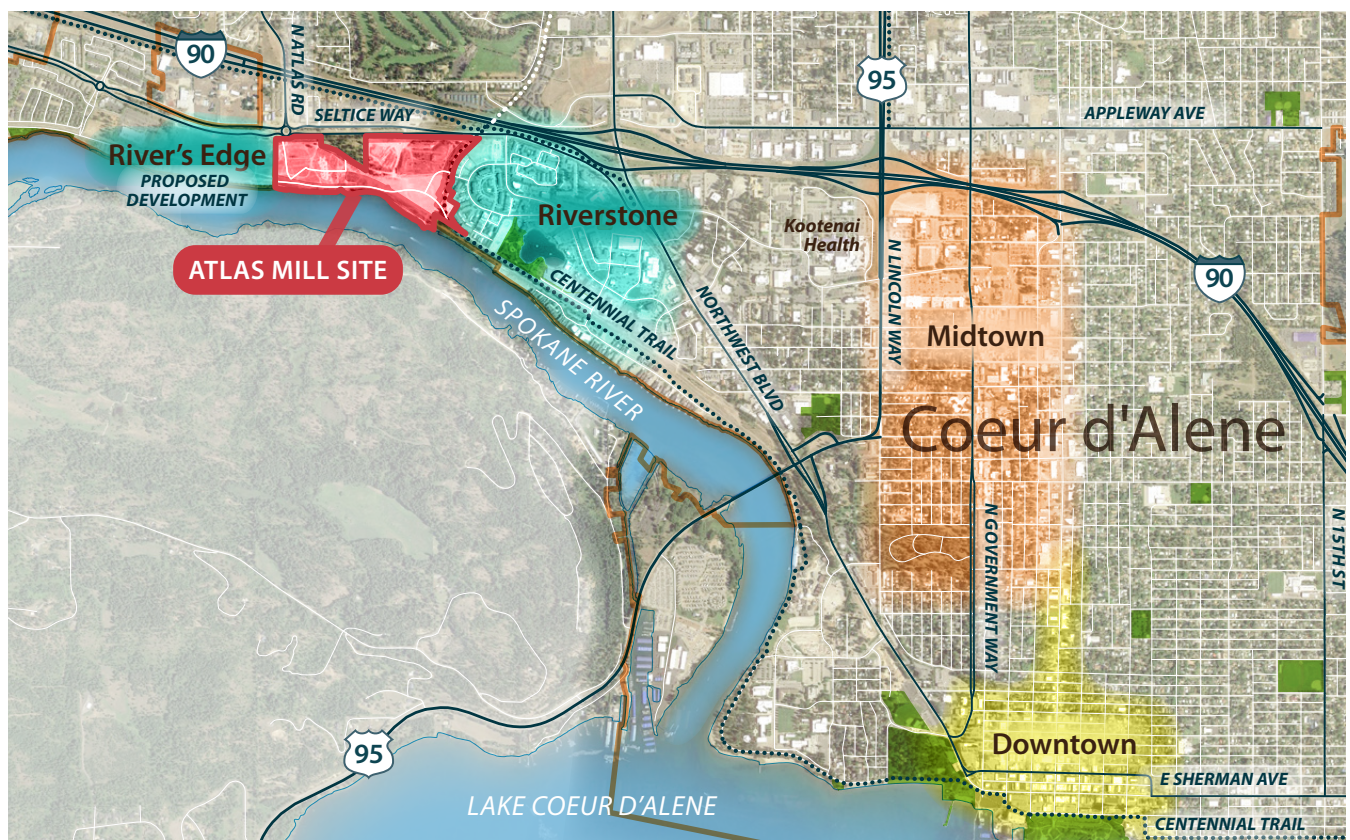 90
N ATLAS RD
95
SELTICE WAY
APPLEWAY AVE
River's Edge
PROPOSED
DEVELOPMENT
Riverstone
Kootenai
Health
ATLAS MILL SITE
N LINCOLN WAY
90
CENTENNIAL TRAIL
NORTHWEST BLVD
SPOKANE RIVER
Midtown
Coeur d'Alene
N GOVERNMENT WAY
N 15TH ST
95
Downtown
E SHERMAN AVE
LAKE COEUR D’ALENE
CENTENNIAL TRAIL